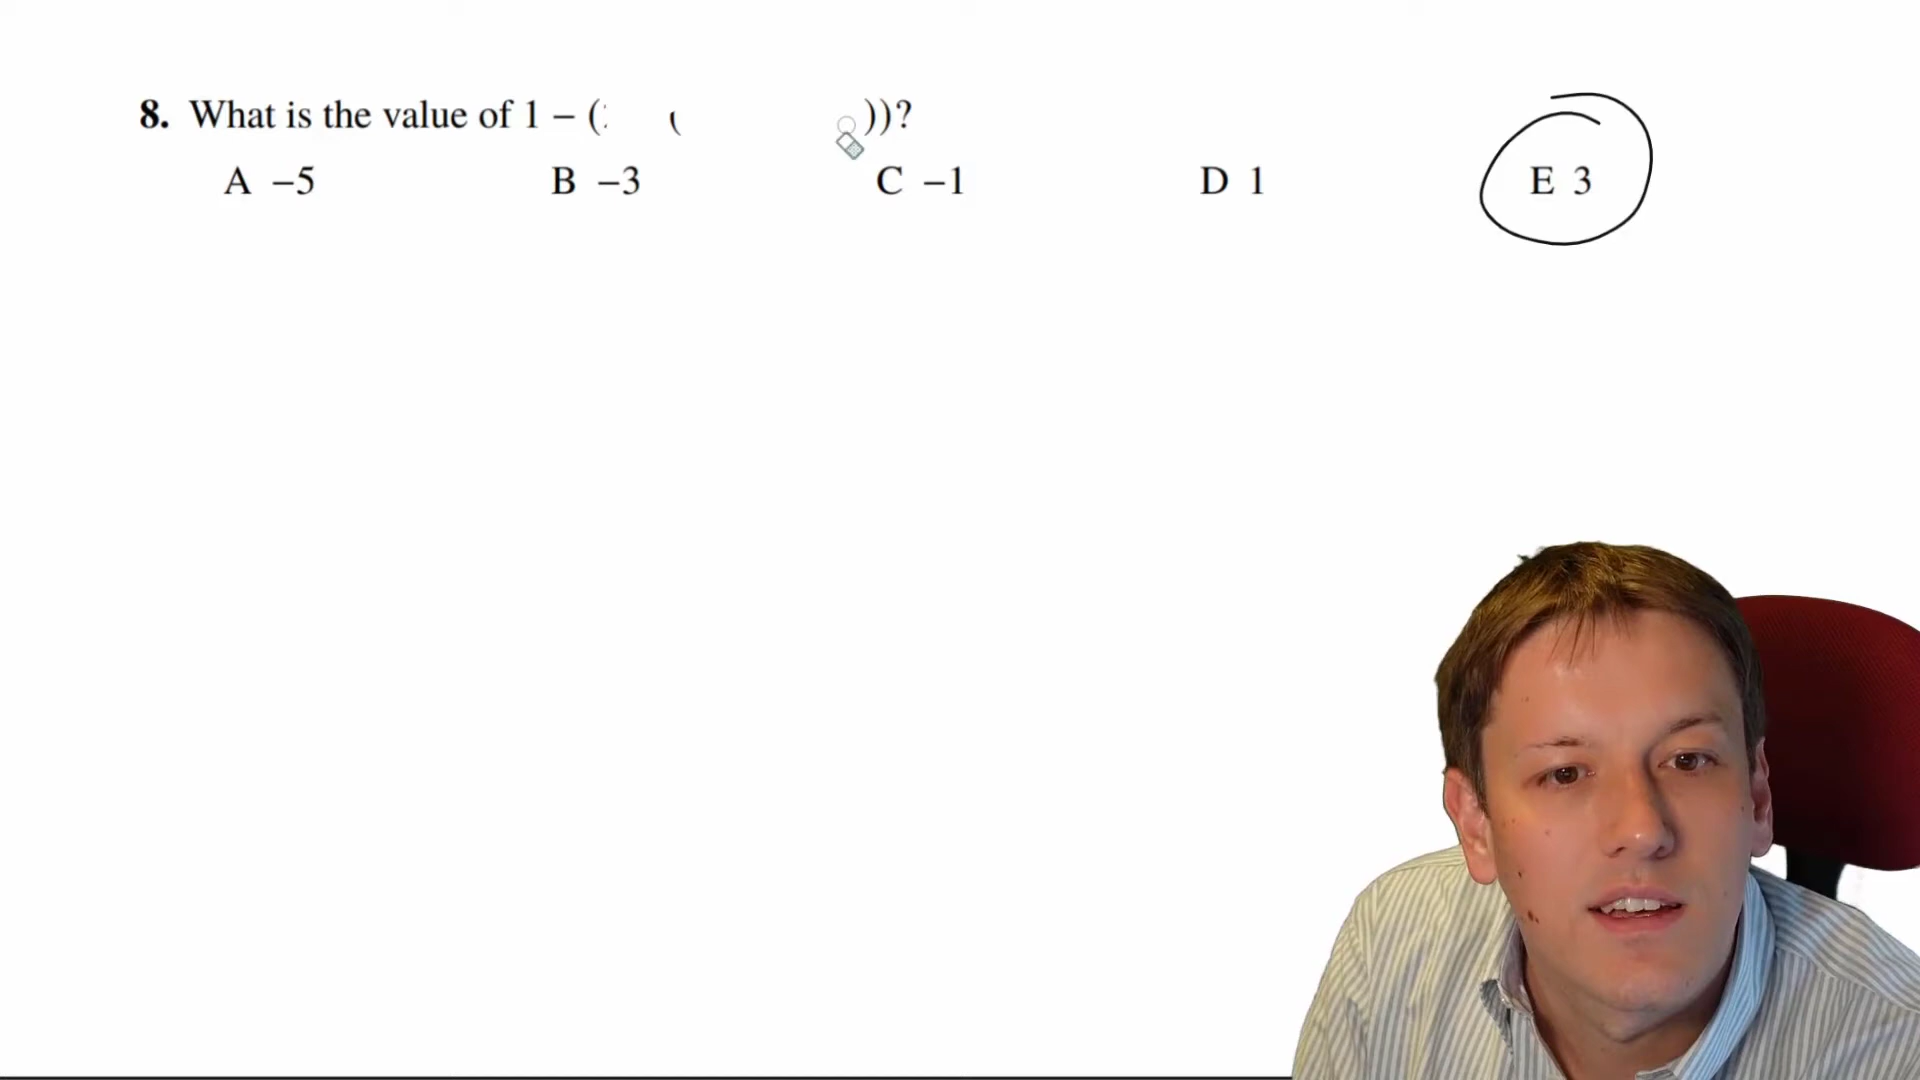 8. What is the value of 1 – ( ( ))?
A –5 B –3 C –1 D 1 E 3